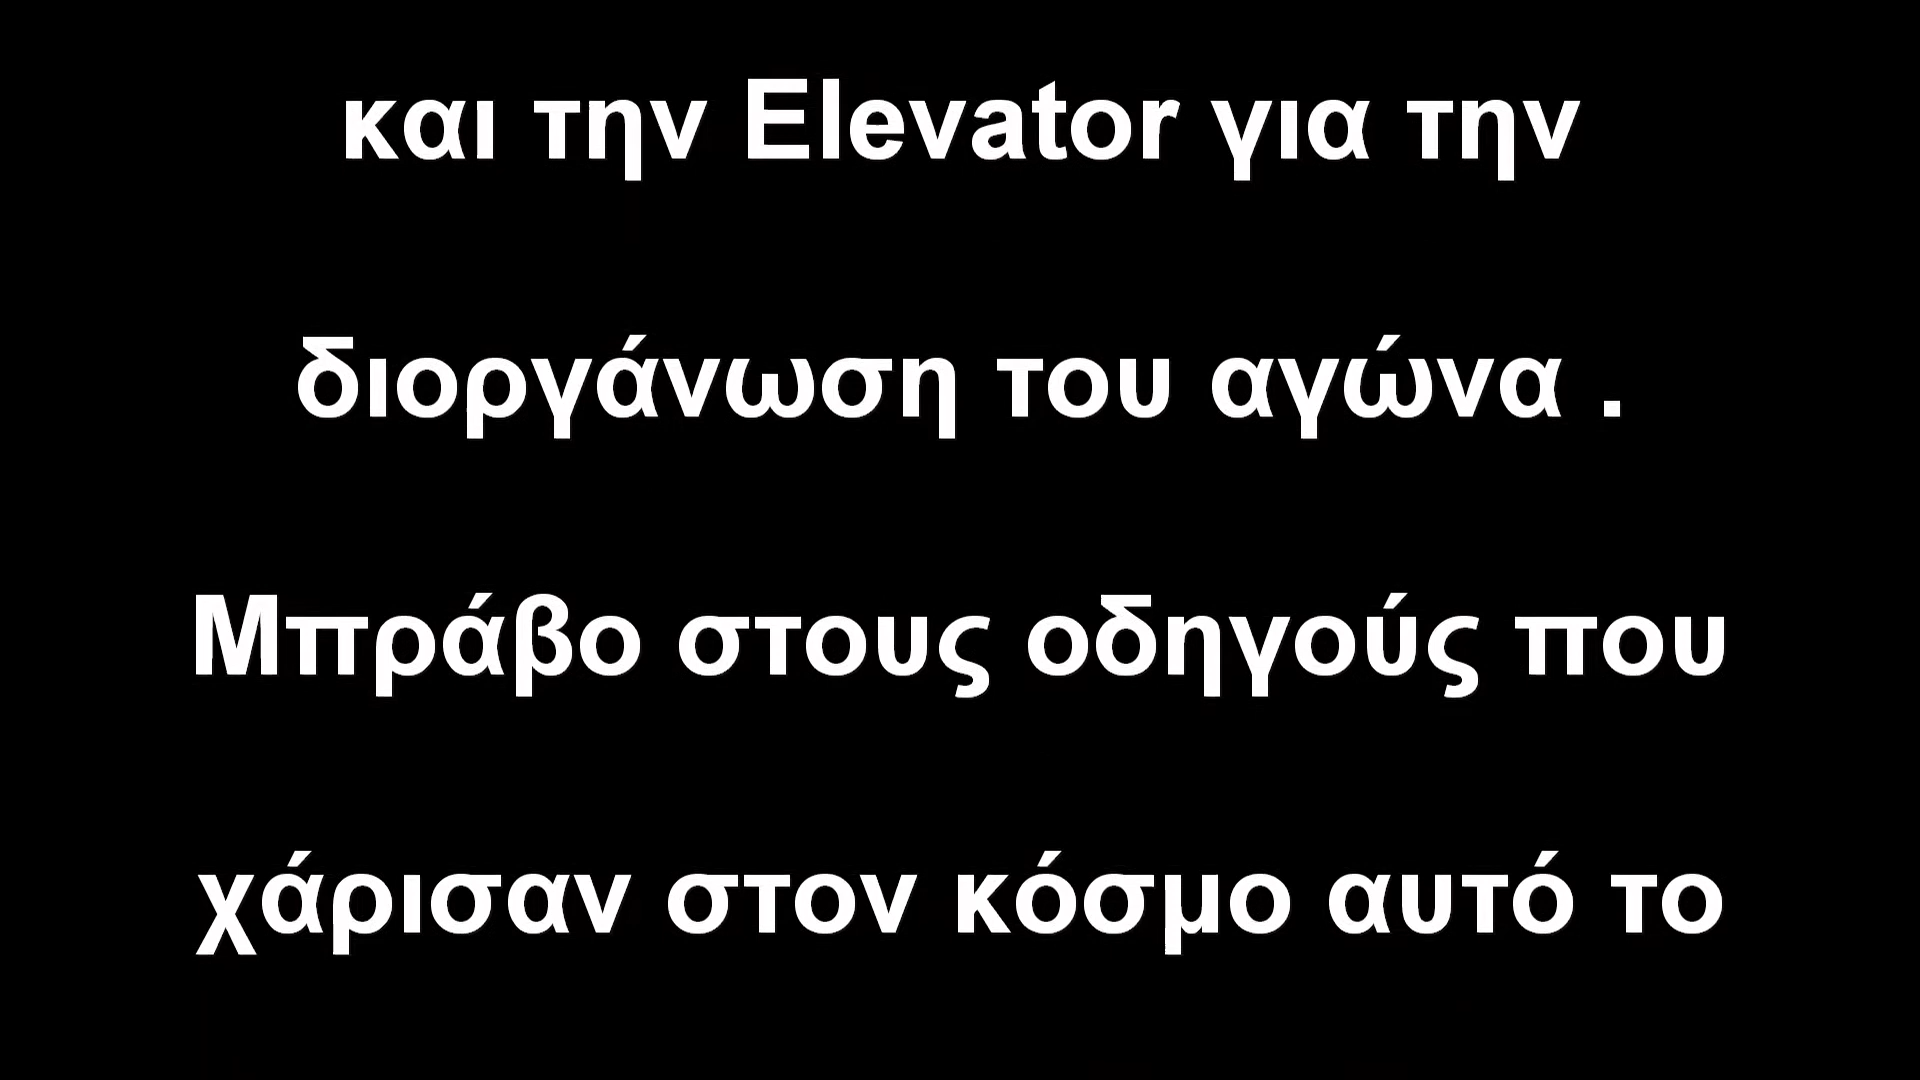 και την Elevator για την
διοργάνωση του αγώνα .
Μπράβο στους οδηγούς που
χάρισαν στον κόσμο αυτό το